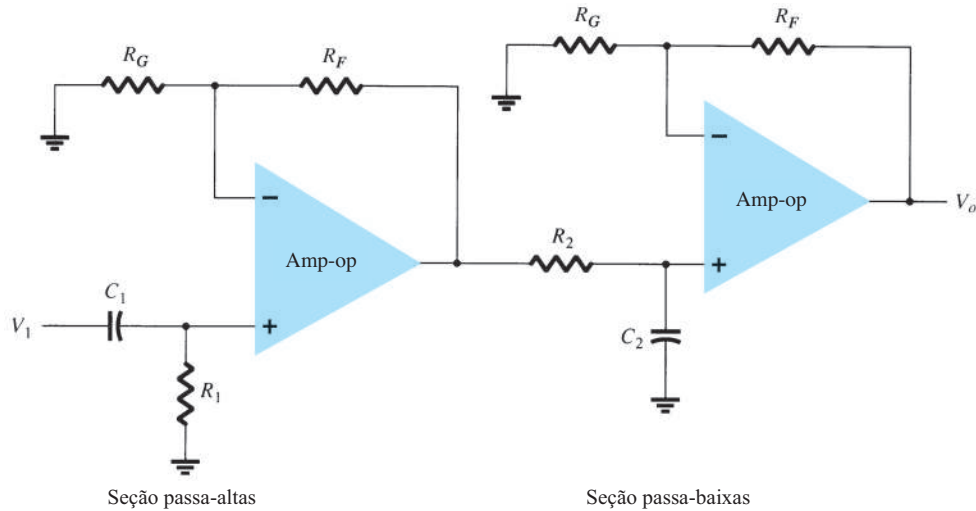 R_G
R_F
R_G
R_F
−
Amp-op
+
V_1
C_1
R_1
R_2
−
Amp-op
+
V_o
C_2
Seção passa-altas
Seção passa-baixas